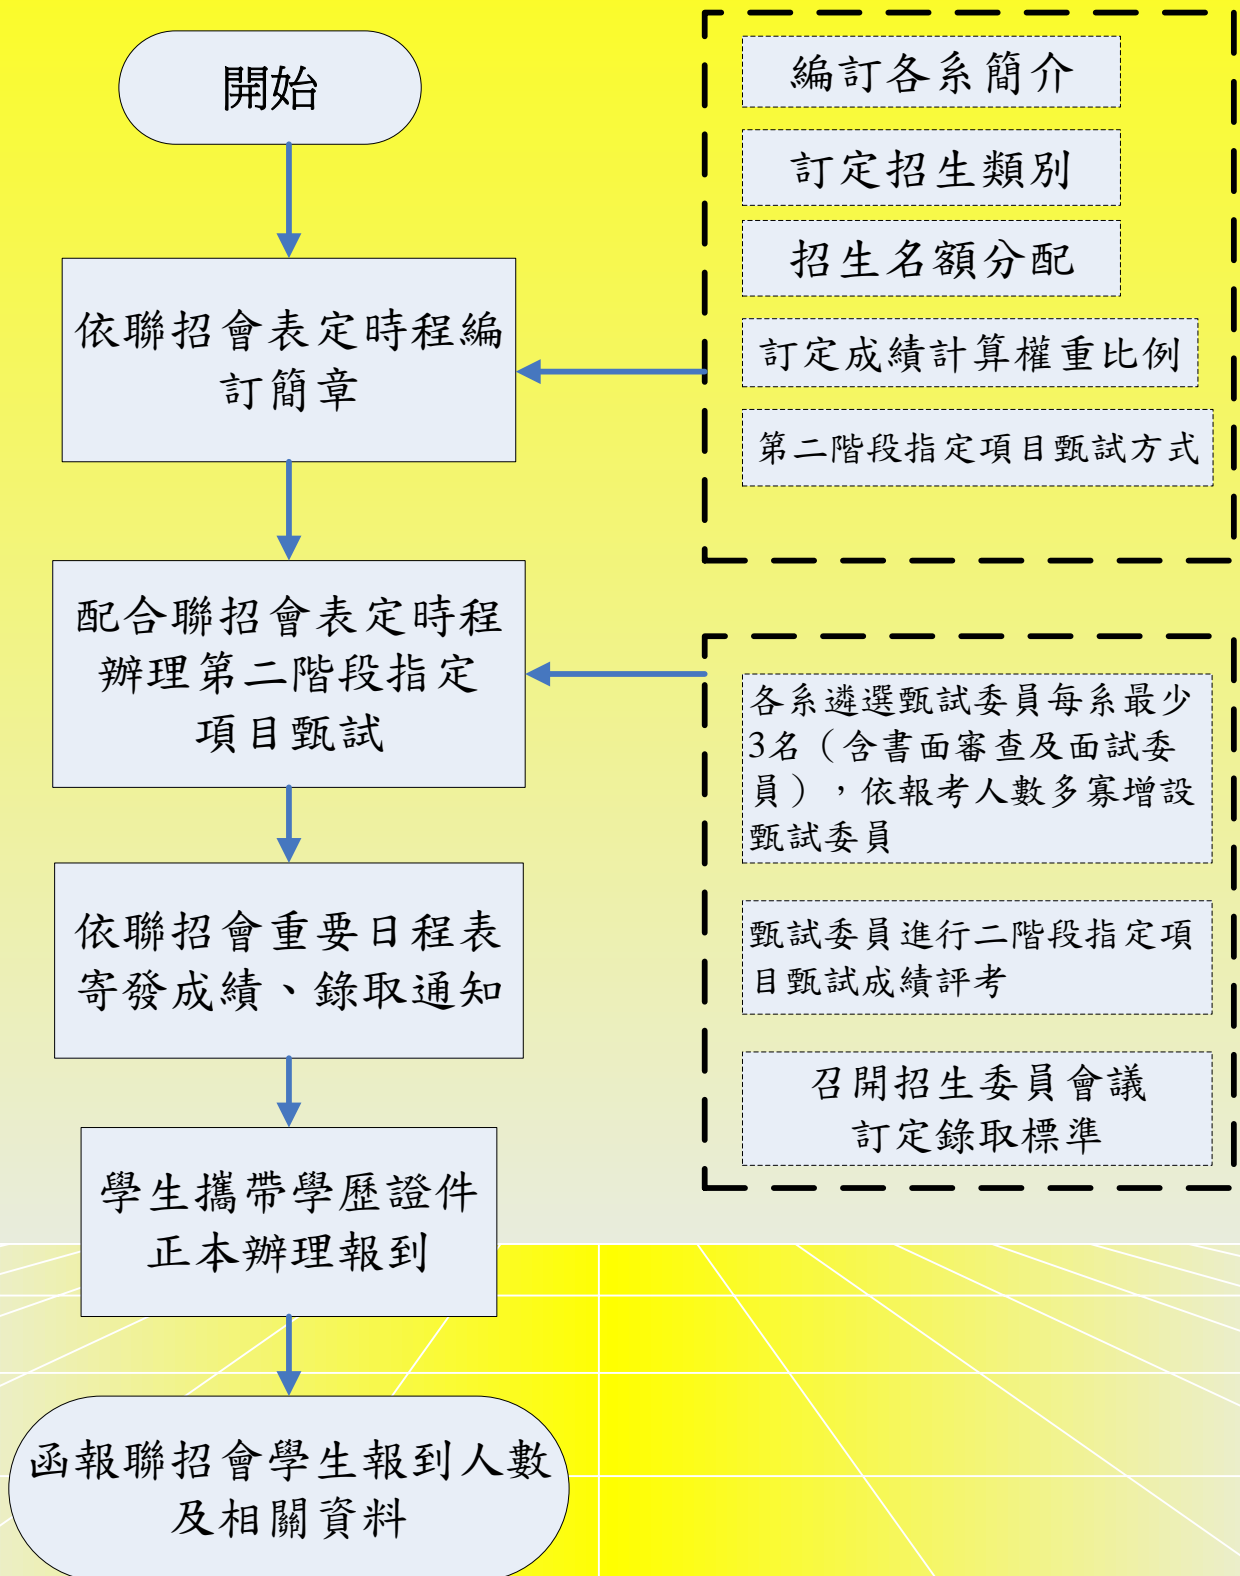 開始
依聯招會表定時程編
訂簡章
配合聯招會表定時程
辦理第二階段指定
項目甄試
依聯招會重要日程表
寄發成績、錄取通知
學生攜帶學歷證件
正本辦理報到
函報聯招會學生報到人數
及相關資料
編訂各系簡介
訂定招生類別
招生名額分配
訂定成績計算權重比例
第二階段指定項目甄試方式
各系遴選甄試委員每系最少
3名（含書面審查及面試委
員），依報考人數多寡增設
甄試委員
甄試委員進行二階段指定項
目甄試成績評考
召開招生委員會議
訂定錄取標準